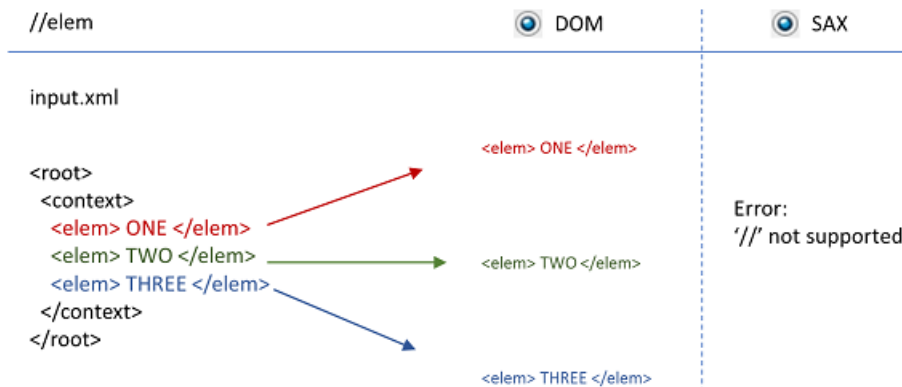 //elem
DOM
SAX
input.xml
<root>
<context>
<elem> ONE </elem>
<elem> TWO </elem>
<elem> THREE </elem>
</context>
</root>
<elem> ONE </elem>
<elem> TWO </elem>
<elem> THREE </elem>
Error:
‘//’ not supported